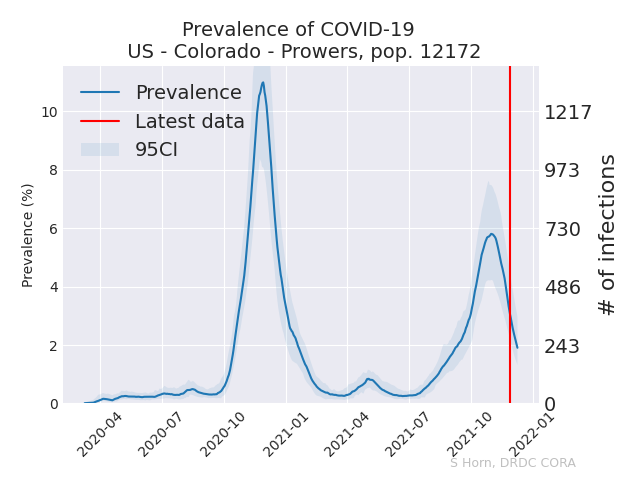 Prevalence of COVID-19
US - Colorado - Prowers, pop. 12172
Prevalence
Latest data
95CI
Prevalence (%)
10
8
6
4
2
0
1217
973
730
486
243
0
# of infections
2020-04
2020-07
2020-10
2021-01
2021-04
2021-07
2021-10
2022-01
S Horn, DRDC CORA